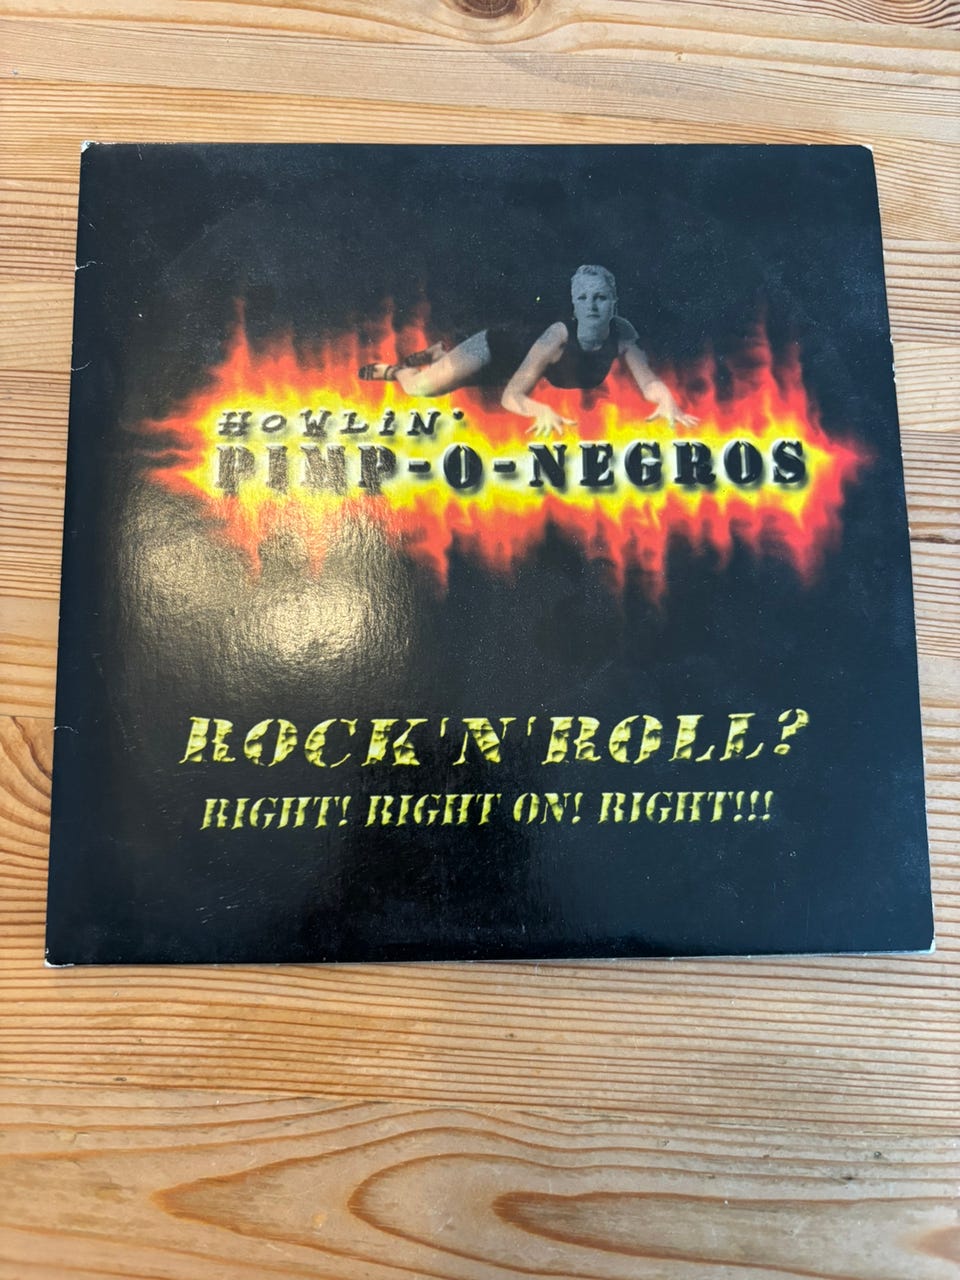 HOWLIN'
PIMP-O-NEGROS
ROCK'N'ROLL?
RIGHT! RIGHT ON! RIGHT!!!